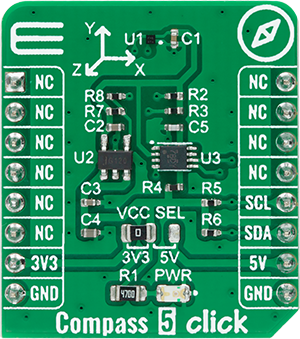 Y
U1 C1
Z X
NC R8 R2 NC
NC R7 R3 NC
NC C2 C5 NC
U2 U3
NC NC
NC C3 R4 R5 SCL
NC C4 VCC SEL R6 SDA
0
3V3 3V3 5V 5V
GND R1 PWR GND
4700
Compass 5 click